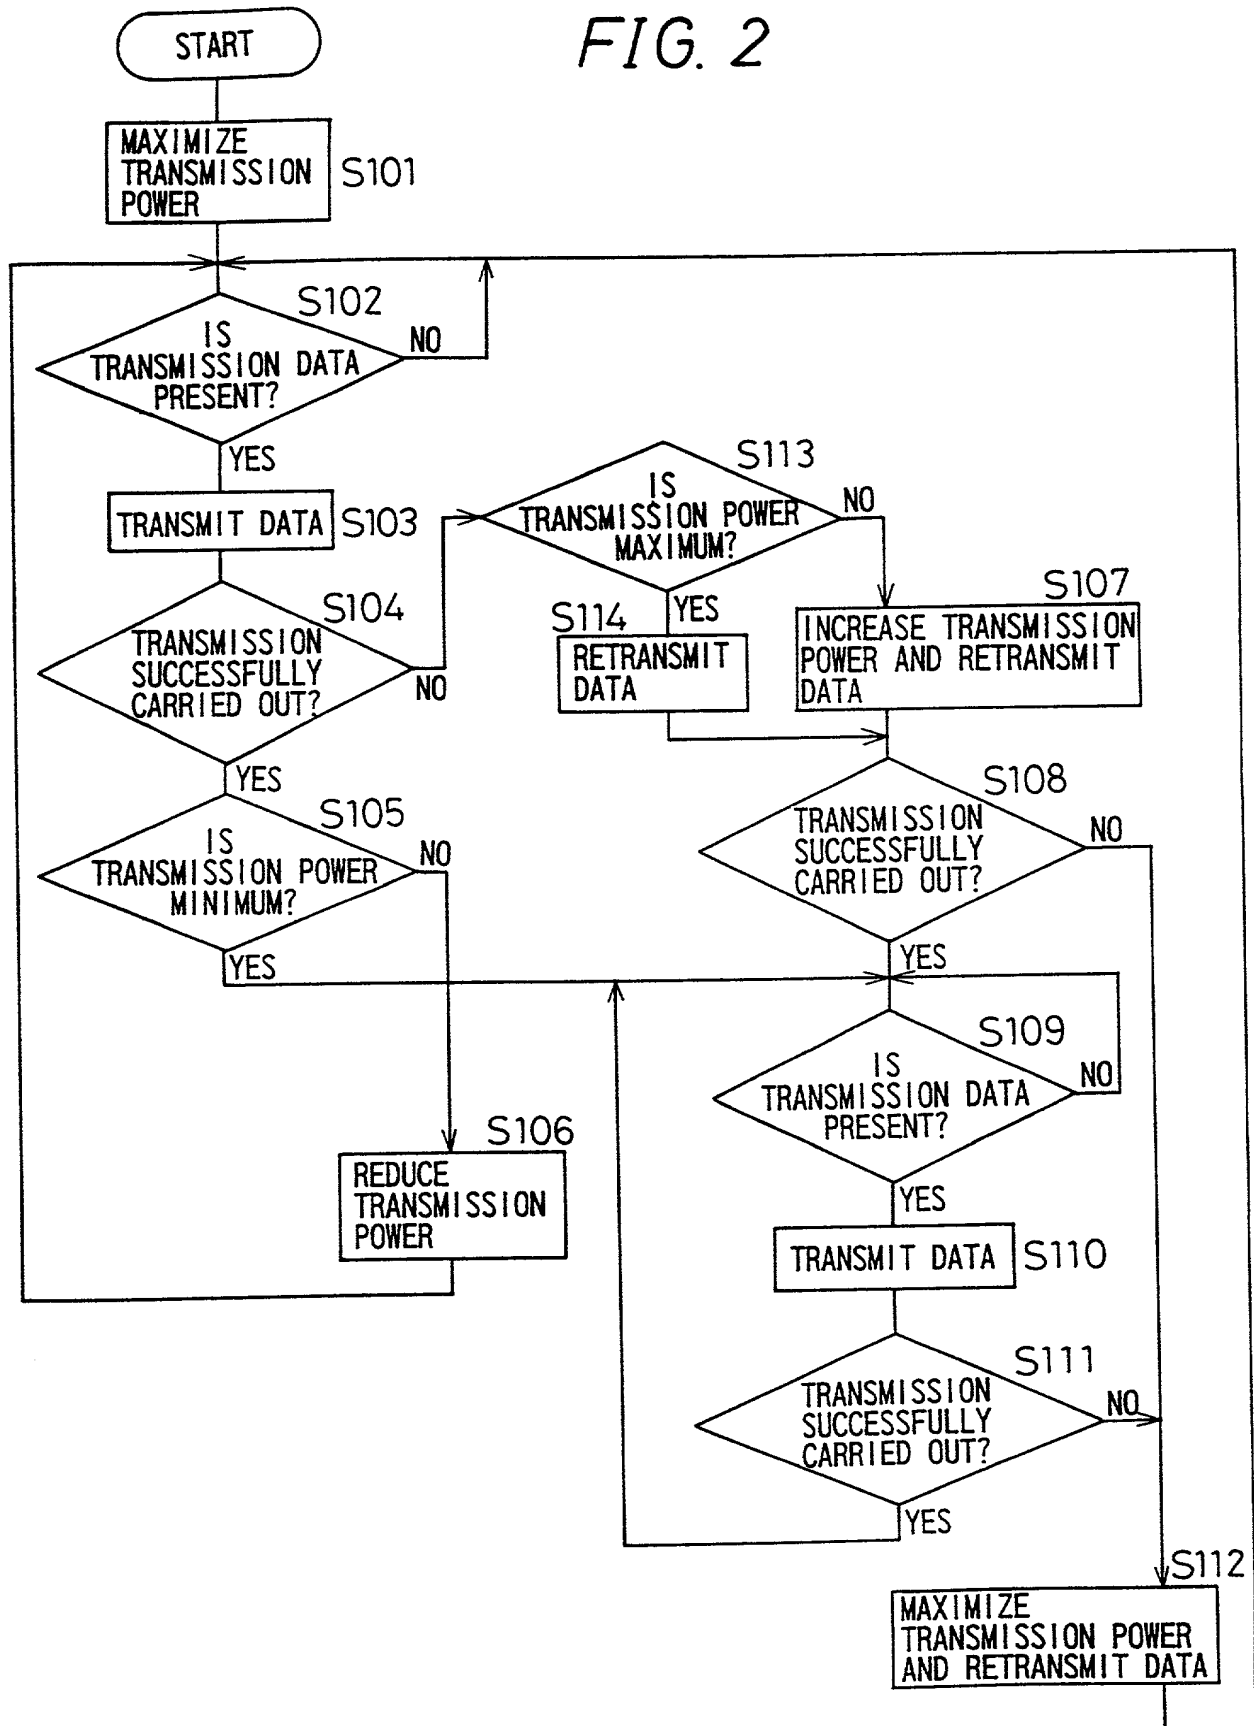 FIG. 2
START
MAXIMIZE
TRANSMISSION
POWER
S101
S102
IS
TRANSMISSION DATA
PRESENT?
NO
YES
TRANSMIT DATA
S103
S104
TRANSMISSION
SUCCESSFULLY
CARRIED OUT?
NO
YES
S105
IS
TRANSMISSION POWER
MINIMUM?
NO
YES
S106
REDUCE
TRANSMISSION
POWER
S113
IS
TRANSMISSION POWER
MAXIMUM?
NO
YES
S114
RETRANSMIT
DATA
S107
INCREASE TRANSMISSION
POWER AND RETRANSMIT
DATA
S108
TRANSMISSION
SUCCESSFULLY
CARRIED OUT?
NO
YES
S109
IS
TRANSMISSION DATA
PRESENT?
NO
YES
TRANSMIT DATA
S110
S111
TRANSMISSION
SUCCESSFULLY
CARRIED OUT?
NO
YES
S112
MAXIMIZE
TRANSMISSION POWER
AND RETRANSMIT DATA